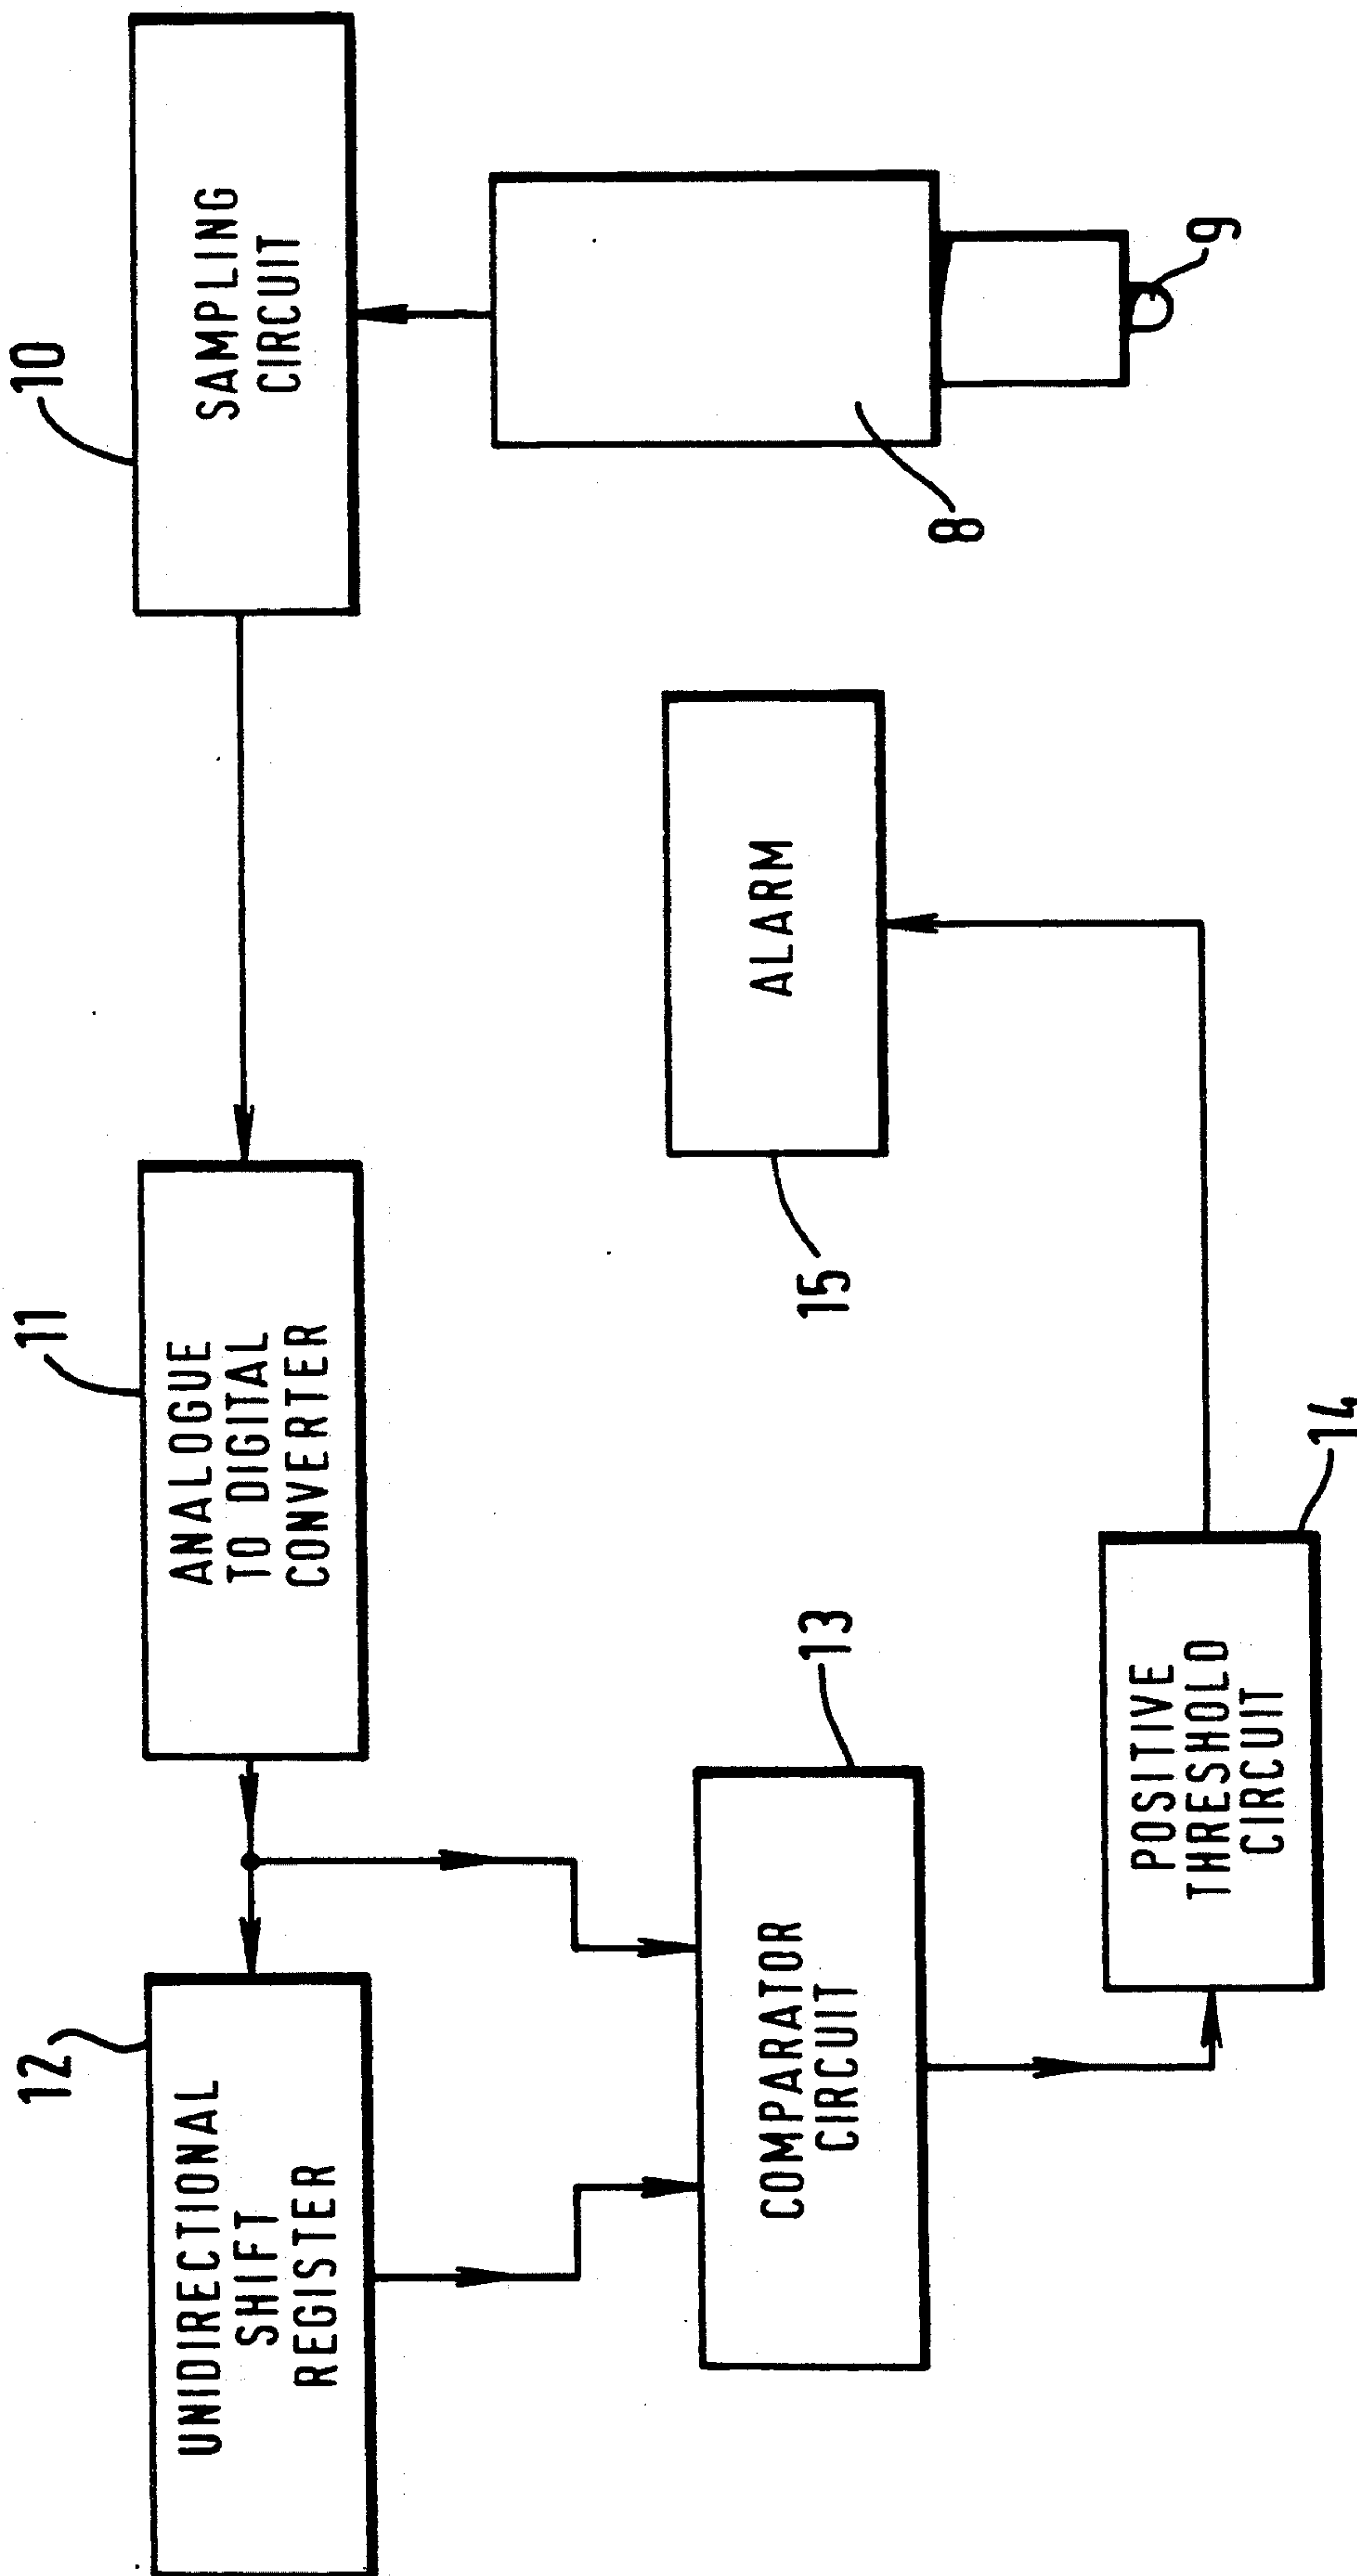 10
SAMPLING
CIRCUIT
11
ANALOGUE
TO DIGITAL
CONVERTER
12
UNIDIRECTIONAL
SHIFT
REGISTER
8
9
13
COMPARATOR
CIRCUIT
14
POSITIVE
THRESHOLD
CIRCUIT
15
ALARM